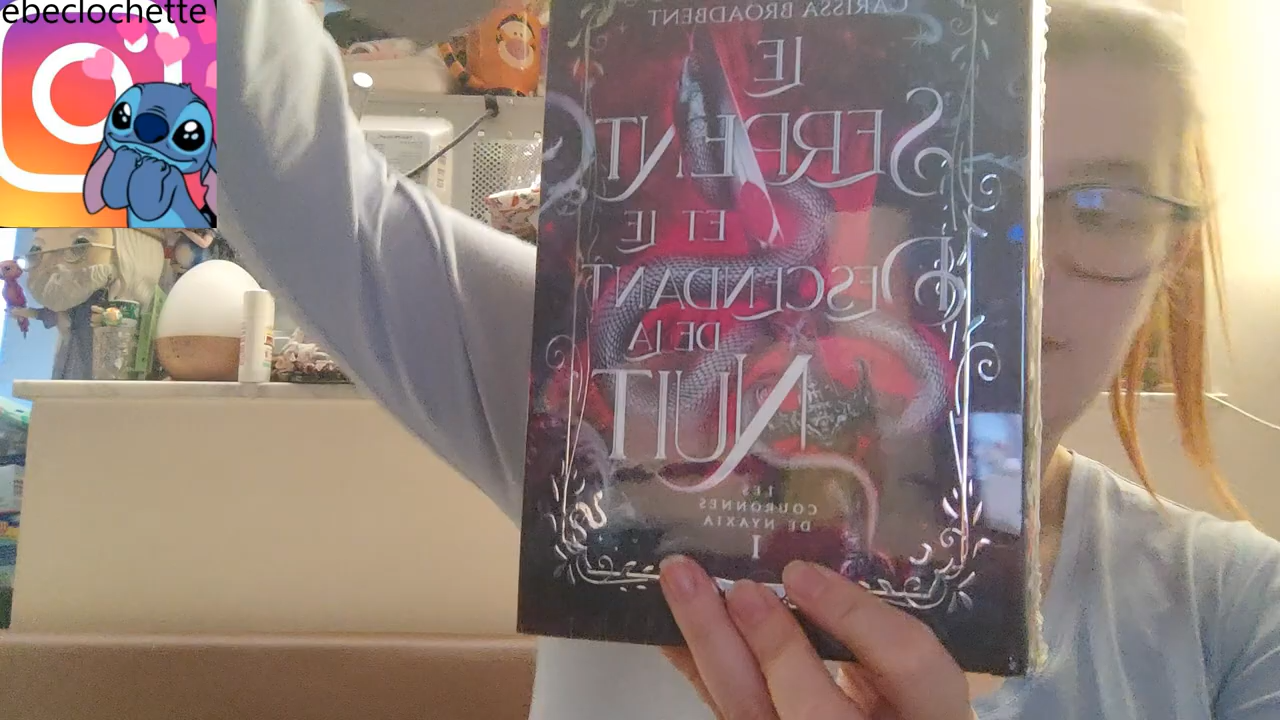 ebeclochette
CARISSA BROADBENT
LE
SERPENT
ET LE
DESCENDANT
DE LA
NUIT
LES
COURONNES
DE NYAXIA
I